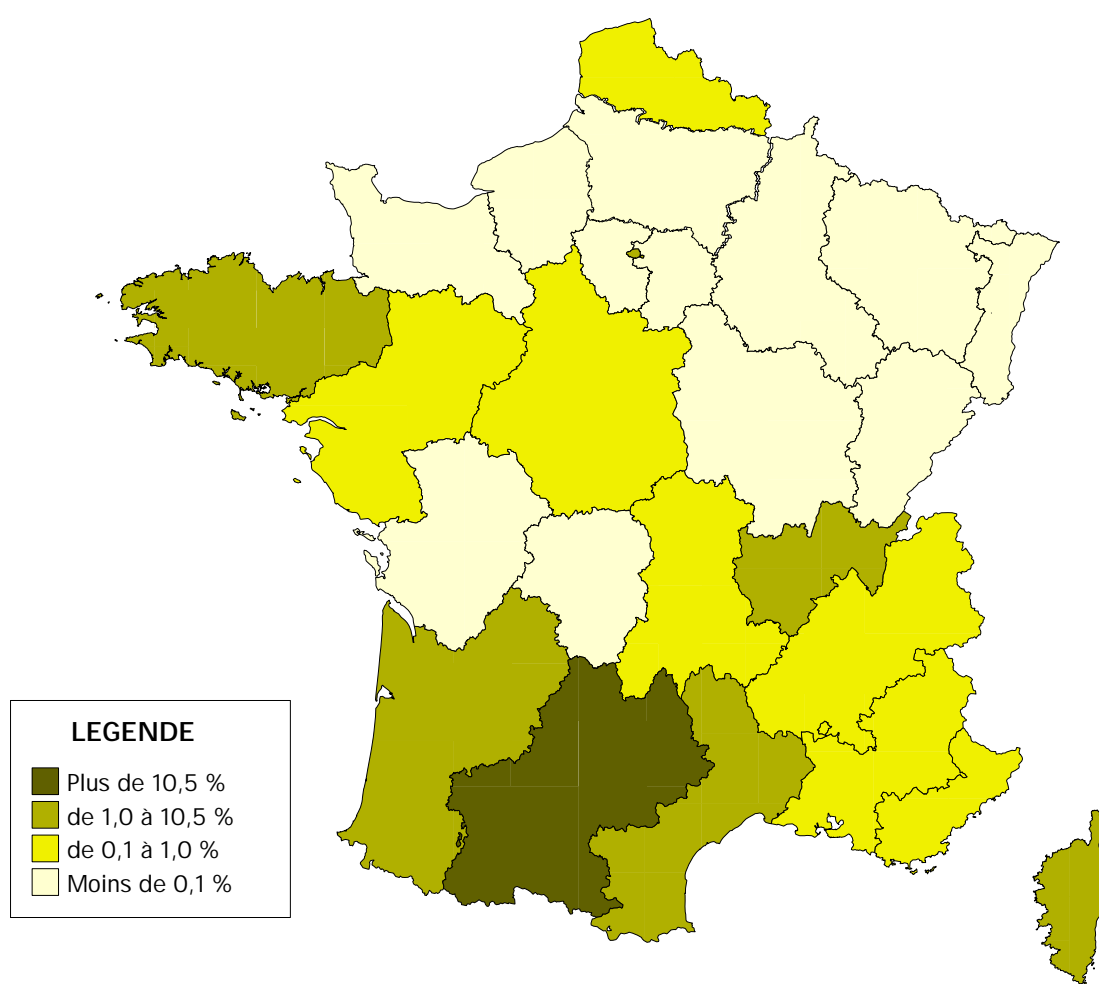 LEGENDE
Plus de 10,5 %
de 1,0 à 10,5 %
de 0,1 à 1,0 %
Moins de 0,1 %